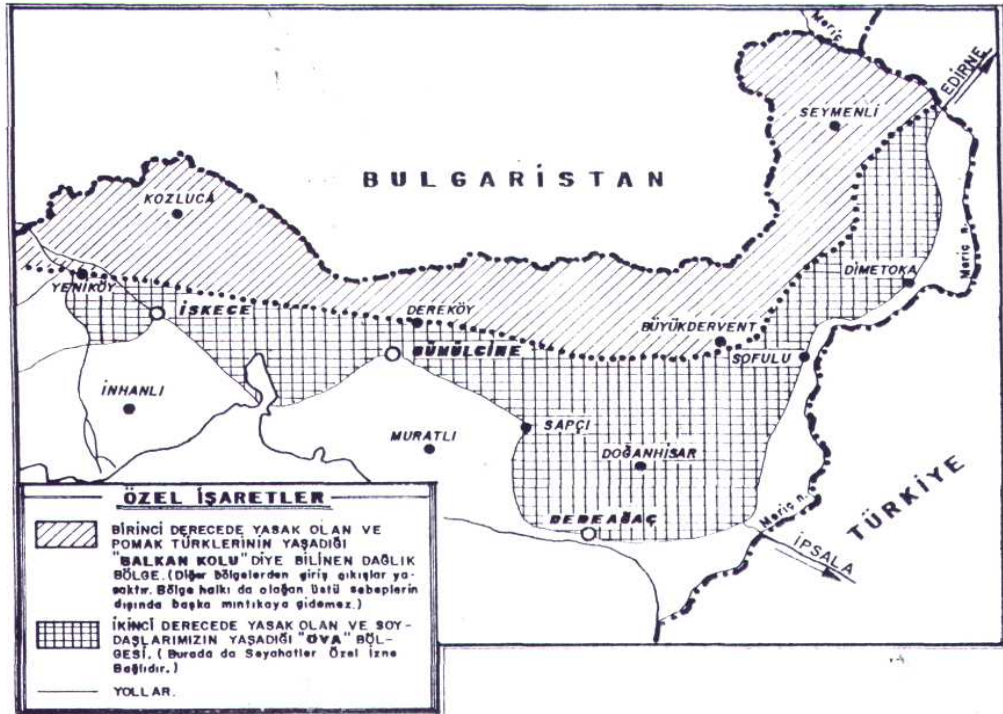 Meriç
EDİRNE
SEYMENLİ
BULGARİSTAN
KOZLUCA
Meriç n.
DİMETOKA
YENİKÖY
İSKEÇE
DEREKÖY
BÜYÜKDERVENT
GÜMÜLCİNE
SOFULU
İNHANLI
SAPÇI
MURATLI
DOĞANHİSAR
TÜRKİYE
DEDEAĞAÇ
Meriç n.
İPSALA
ÖZEL İŞARETLER
BİRİNCİ DERECEDE YASAK OLAN VE
POMAK TÜRKLERİNİN YAŞADIĞI
"BALKAN KOLU" DİYE BİLİNEN DAĞLIK
BÖLGE. (Diğer bölgelerden giriş çıkışlar ya-
saktır. Bölge halkı da olağan üstü sebeplerin
dışında başka mıntıkaya gidemez.)
İKİNCİ DERECEDE YASAK OLAN VE SOY-
DAŞLARIMIZIN YAŞADIĞI "OVA" BÖL-
GESİ. (Burada da Seyahatler Özel İzne
Bağlıdır.)
YOLLAR.